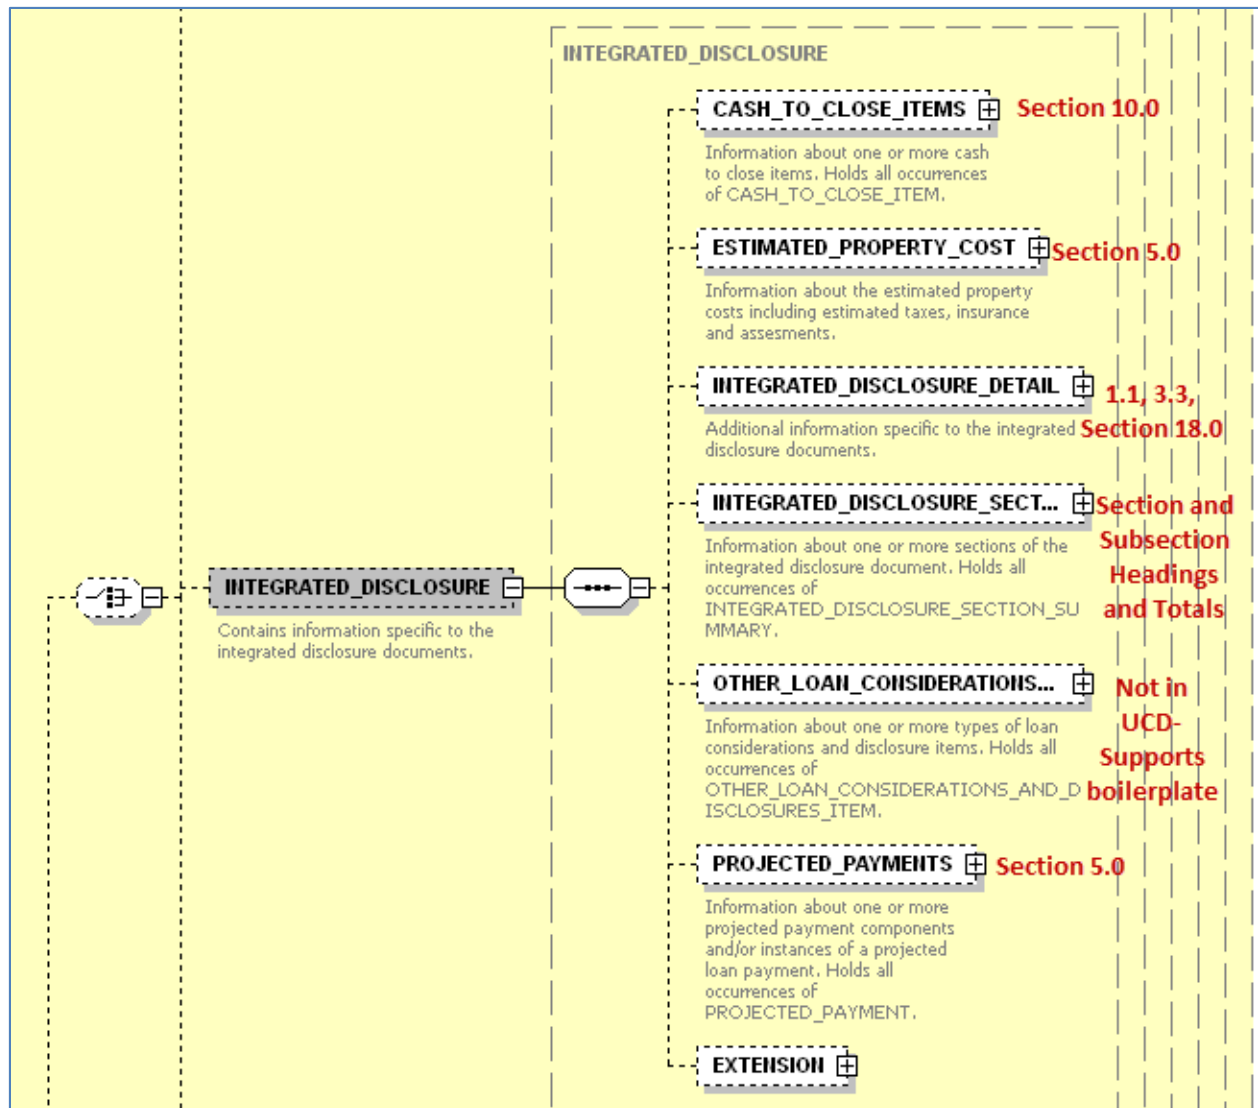 INTEGRATED_DISCLOSURE
CASH_TO_CLOSE_ITEMS
Section 10.0
Information about one or more cash
to close items. Holds all occurrences
of CASH_TO_CLOSE_ITEM.
ESTIMATED_PROPERTY_COST
Section 5.0
Information about the estimated property
costs including estimated taxes, insurance
and assesments.
INTEGRATED_DISCLOSURE_DETAIL
1.1, 3.3,
Section 18.0
Additional information specific to the integrated
disclosure documents.
INTEGRATED_DISCLOSURE_SECT...
Section and
Subsection
Headings
and Totals
Information about one or more sections of the
integrated disclosure document. Holds all
occurrences of
INTEGRATED_DISCLOSURE_SECTION_SU
MMARY.
INTEGRATED_DISCLOSURE
Contains information specific to the
integrated disclosure documents.
OTHER_LOAN_CONSIDERATIONS...
Not in
UCD-
Supports
boilerplate
Information about one or more types of loan
considerations and disclosure items. Holds all
occurrences of
OTHER_LOAN_CONSIDERATIONS_AND_D
ISCLOSURES_ITEM.
PROJECTED_PAYMENTS
Section 5.0
Information about one or more
projected payment components
and/or instances of a projected
loan payment. Holds all
occurrences of
PROJECTED_PAYMENT.
EXTENSION